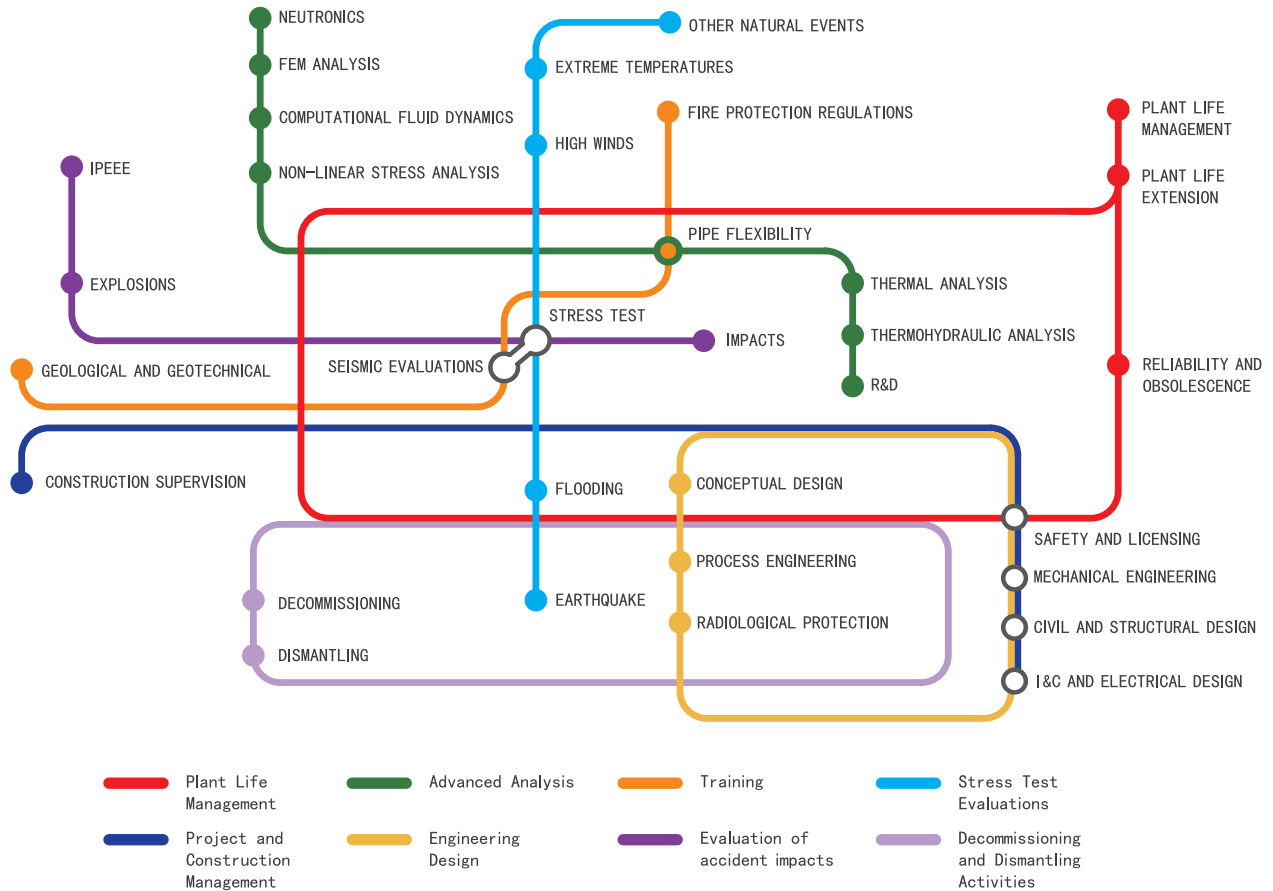 NEUTRONICS
OTHER NATURAL EVENTS
FEM ANALYSIS
EXTREME TEMPERATURES
COMPUTATIONAL FLUID DYNAMICS
FIRE PROTECTION REGULATIONS
PLANT LIFE
MANAGEMENT
HIGH WINDS
IPEEE
NON-LINEAR STRESS ANALYSIS
PLANT LIFE
EXTENSION
PIPE FLEXIBILITY
EXPLOSIONS
THERMAL ANALYSIS
STRESS TEST
IMPACTS
THERMOHYDRAULIC ANALYSIS
GEOLOGICAL AND GEOTECHNICAL
SEISMIC EVALUATIONS
RELIABILITY AND
OBSOLESCENCE
R&D
CONSTRUCTION SUPERVISION
FLOODING
CONCEPTUAL DESIGN
SAFETY AND LICENSING
PROCESS ENGINEERING
MECHANICAL ENGINEERING
DECOMMISSIONING
EARTHQUAKE
RADIOLOGICAL PROTECTION
CIVIL AND STRUCTURAL DESIGN
DISMANTLING
I&C AND ELECTRICAL DESIGN
Plant Life
Management
Advanced Analysis
Training
Stress Test
Evaluations
Project and
Construction
Management
Engineering
Design
Evaluation of
accident impacts
Decommissioning
and Dismantling
Activities